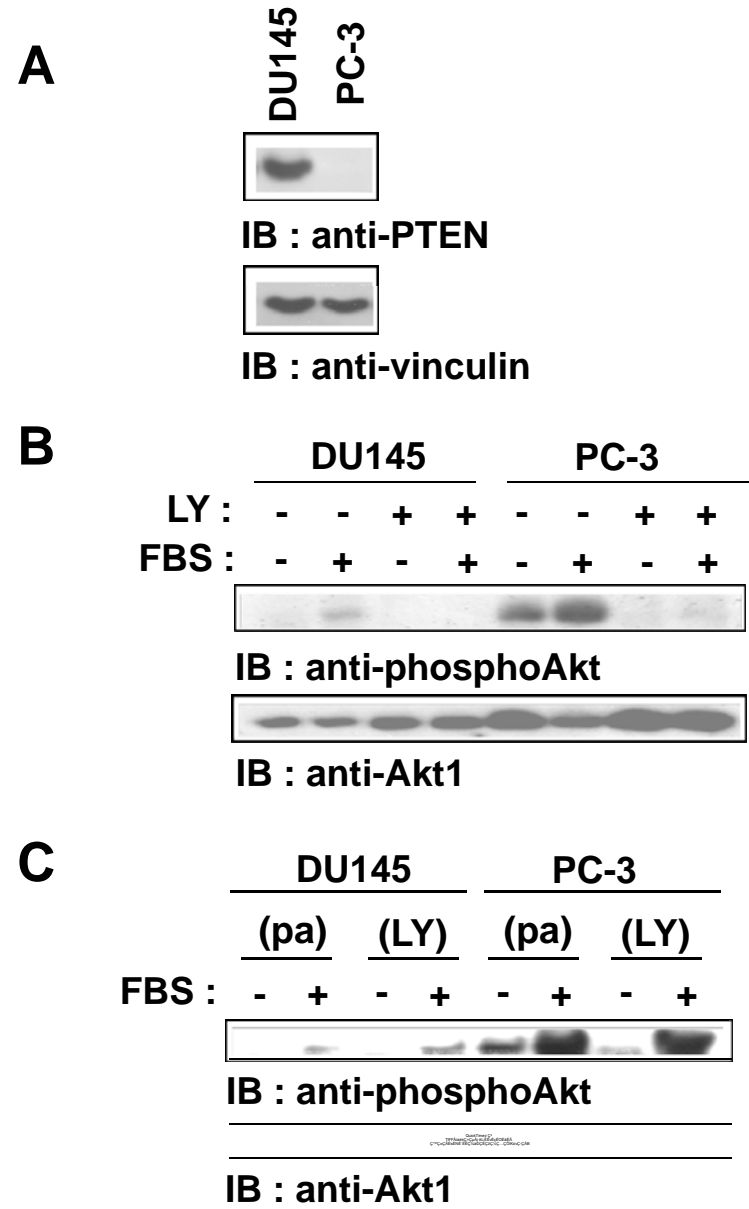 A
DU145 PC-3
IB : anti-PTEN
IB : anti-vinculin
B
DU145 PC-3
LY : - - + + - - + +
FBS : - + - + - + - +
IB : anti-phosphoAkt
IB : anti-Akt1
C
DU145 PC-3
(pa) (LY) (pa) (LY)
FBS : - + - + - + - +
IB : anti-phosphoAkt
IB : anti-Akt1